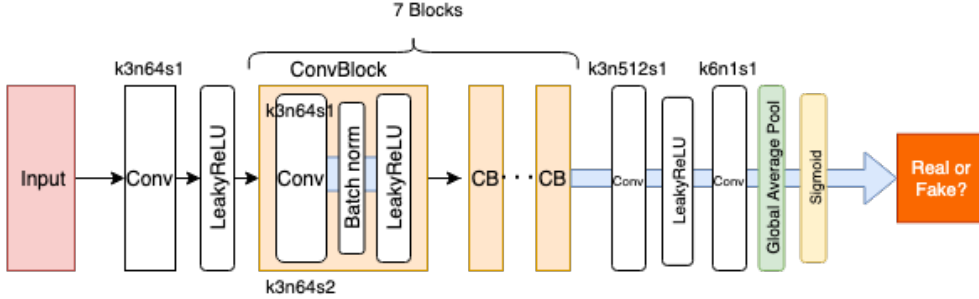 7 Blocks
k3n64s1
ConvBlock
k3n512s1
k6n1s1
Input
Conv
LeakyReLU
k3n64s1
Conv
Batch norm
LeakyReLU
k3n64s2
CB
. . .
CB
Conv
LeakyReLU
Conv
Global Average Pool
Sigmoid
Real or
Fake?